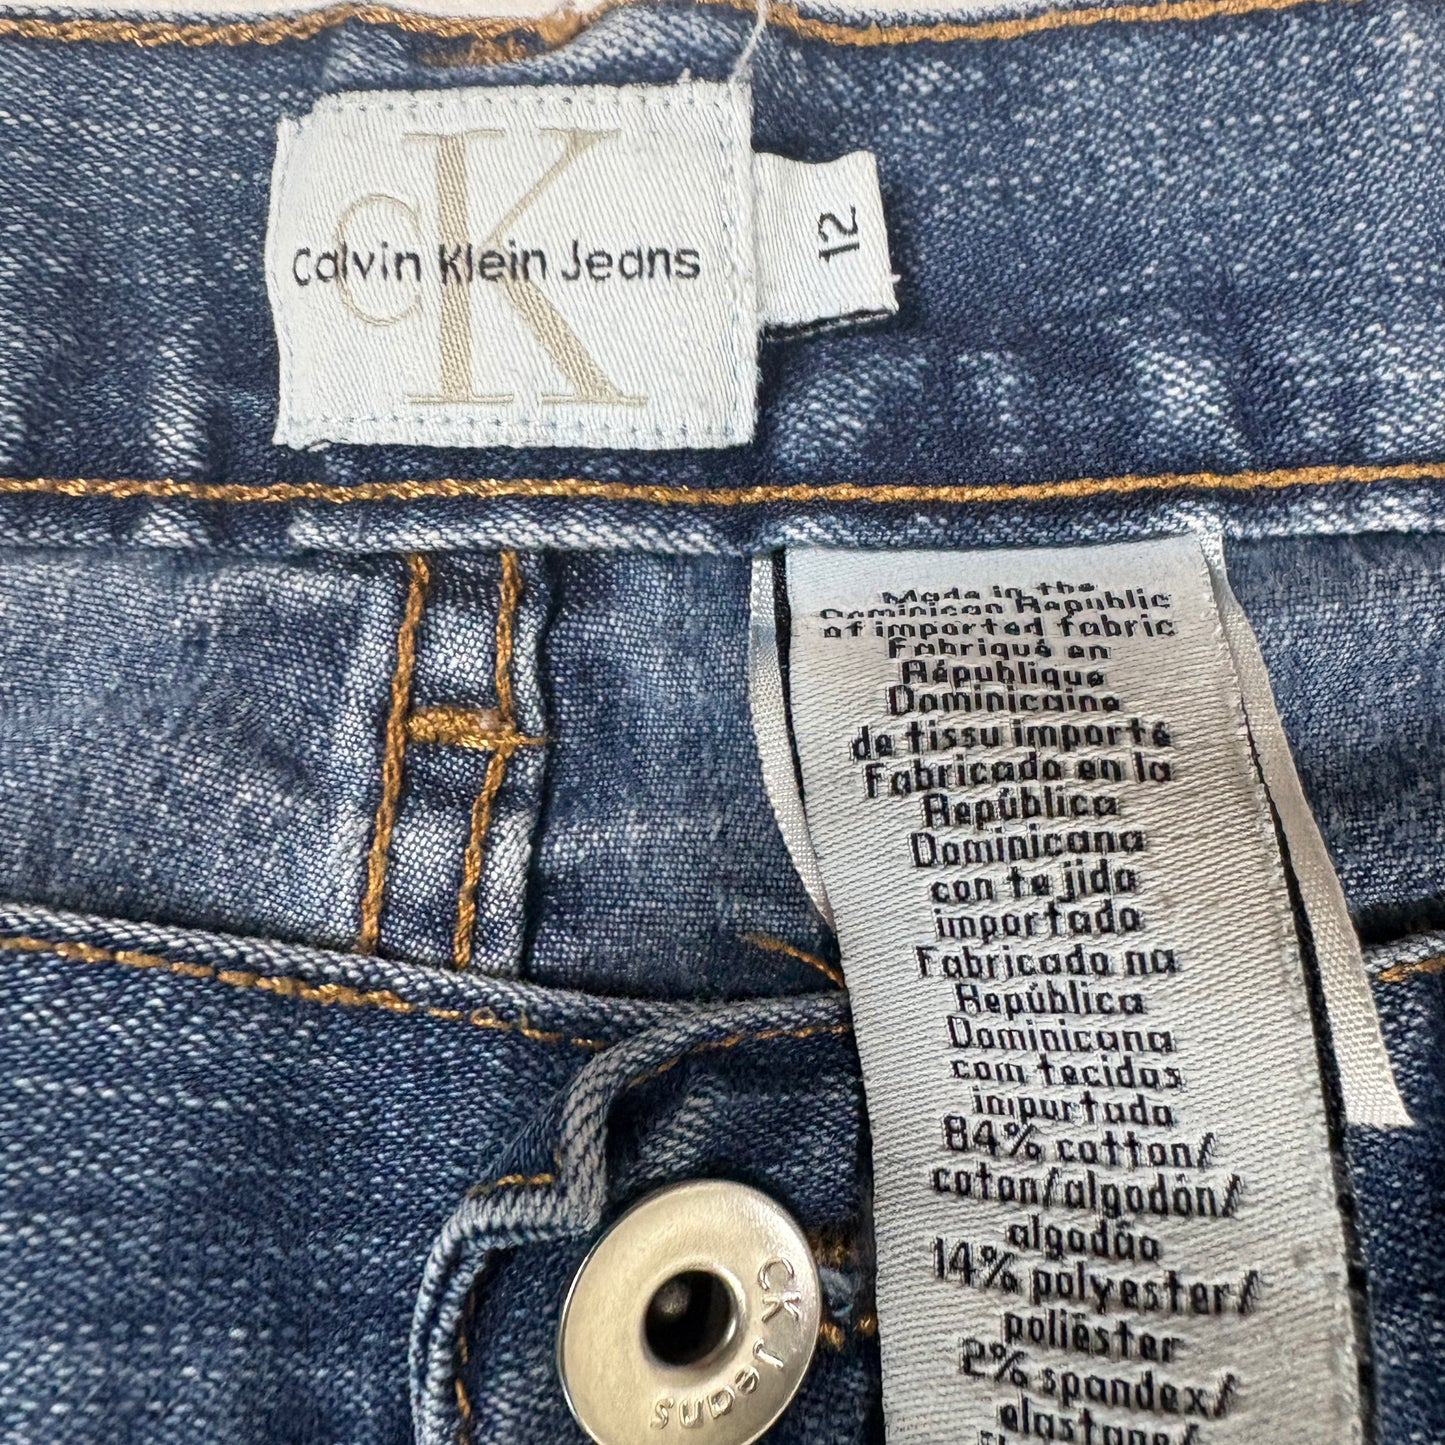 CK
Calvin Klein Jeans
12
Made in the
Dominican Republic
of imported fabric
Fabriqué en
République
Dominicaine
de tissu importé
Fabricado en la
República
Dominicana
con tejido
importado
Fabricado na
República
Dominicana
com tecidos
importado
84% cotton/
coton/algodón/
algodão
14% polyester/
poliéster
2% spandex/
elastane/
CK Jeans